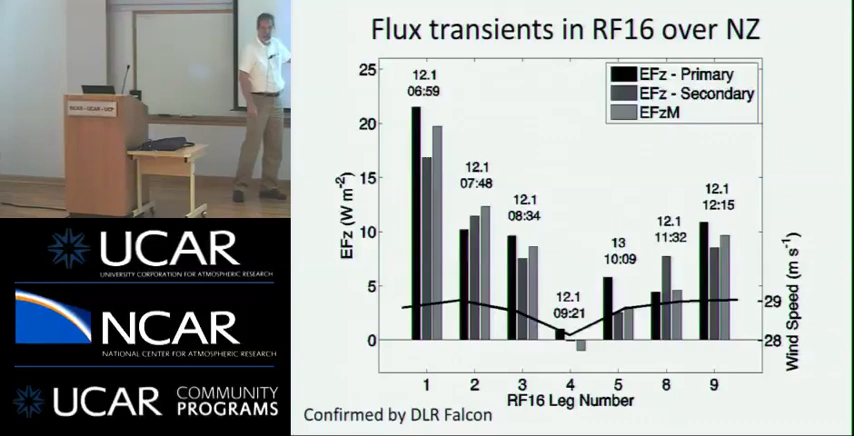 Flux transients in RF16 over NZ
EFz - Primary
EFz - Secondary
EFzM
25
20
15
10
5
0
EFz (W m-2)
12.1
06:59
12.1
07:48
12.1
08:34
12.1
09:21
13
10:09
12.1
11:32
12.1
12:15
29
28
Wind Speed (m s-1)
1 2 3 4 5 8 9
RF16 Leg Number
Confirmed by DLR Falcon
NCAR - UCAR - UCP
UCAR
UNIVERSITY CORPORATION FOR ATMOSPHERIC RESEARCH
NCAR
NATIONAL CENTER FOR ATMOSPHERIC RESEARCH
UCAR COMMUNITY
PROGRAMS